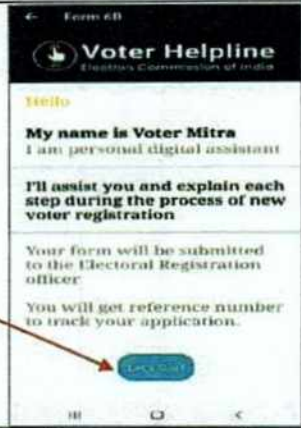 Form 6B
Voter Helpline
Election Commission of India
Hello
My name is Voter Mitra
I am personal digital assistant
I'll assist you and explain each
step during the process of new
voter registration
Your form will be submitted
to the Electoral Registration
officer
You will get reference number
to track your application.
Let's Start